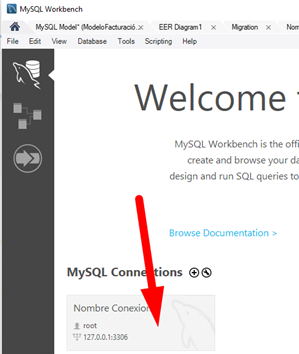 MySQL Workbench
MySQL Model* (ModeloFacturació... EER Diagram1 Migration
File Edit View Database Tools Scripting Help
Welcome
MySQL Workbench is the offi
create and browse your da
design and run SQL queries to
Browse Documentation >
MySQL Connections
Nombre Conexion
root
127.0.0.1:3306